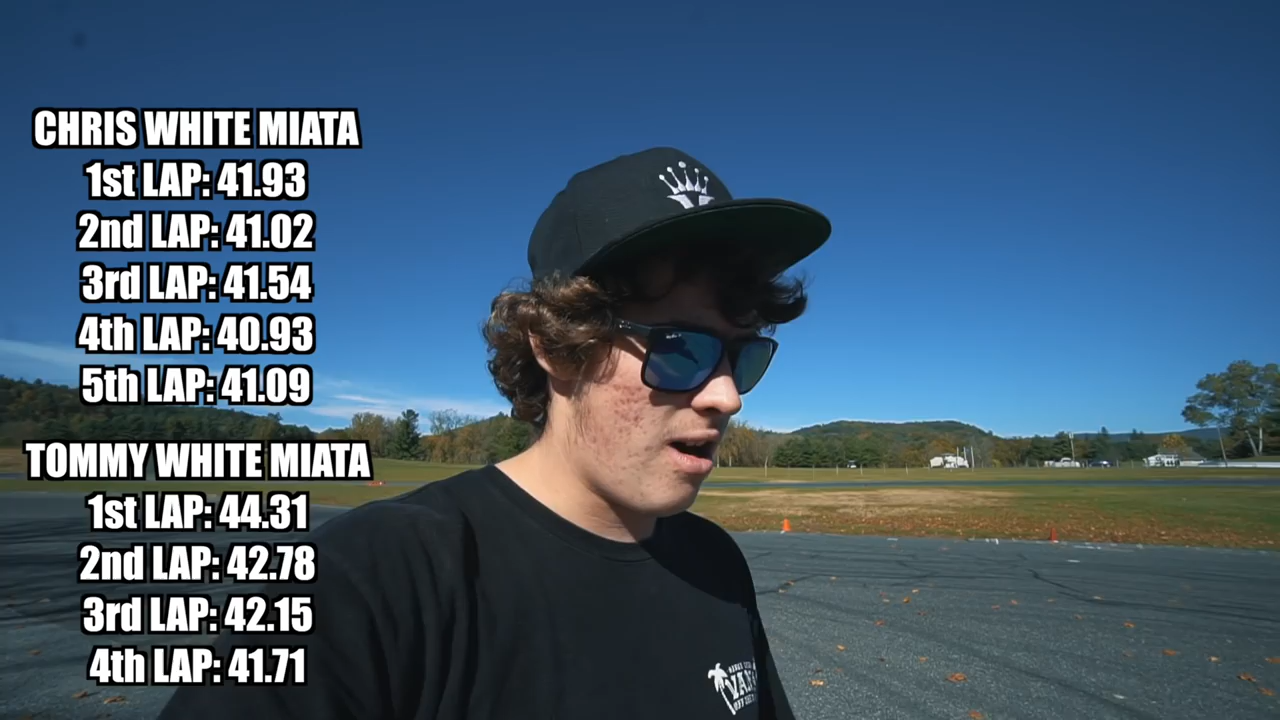 CHRIS WHITE MIATA
1st LAP: 41.93
2nd LAP: 41.02
3rd LAP: 41.54
4th LAP: 40.93
5th LAP: 41.09
TOMMY WHITE MIATA
1st LAP: 44.31
2nd LAP: 42.78
3rd LAP: 42.15
4th LAP: 41.71
VANS